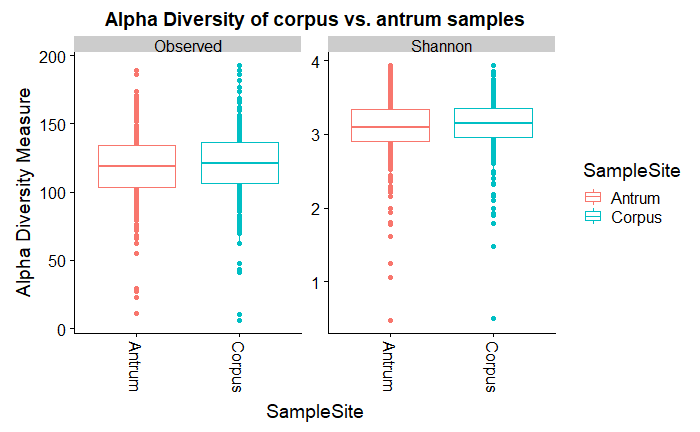 Alpha Diversity of corpus vs. antrum samples
Observed
Shannon
Alpha Diversity Measure
200
150
100
50
0
4
3
2
1
Antrum
Corpus
Antrum
Corpus
SampleSite
SampleSite
Antrum
Corpus